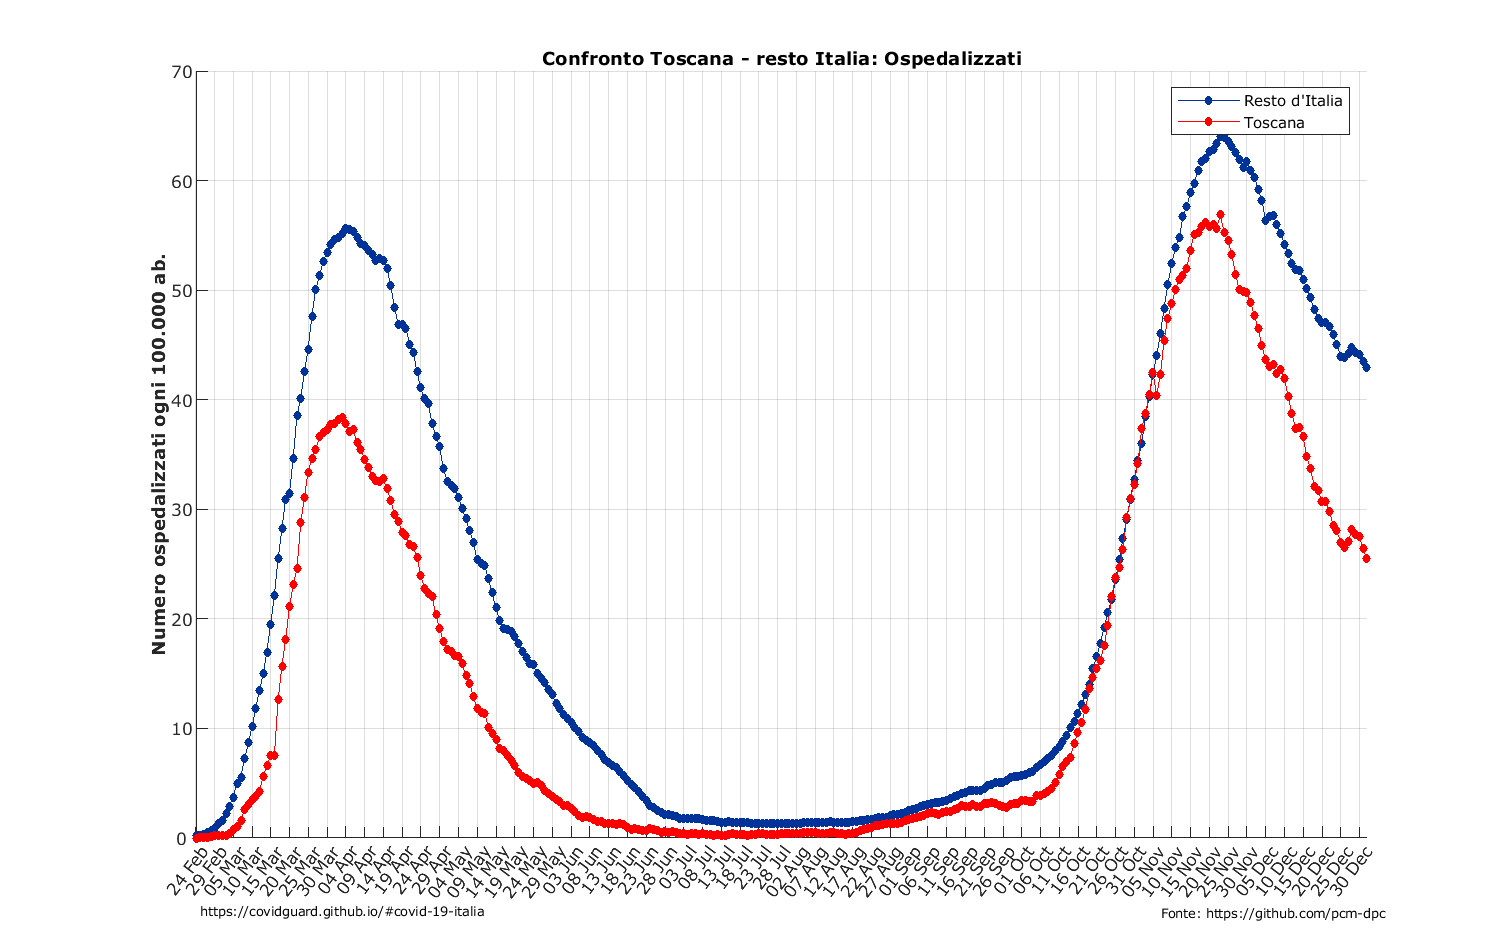 Confronto Toscana - resto Italia: Ospedalizzati
Resto d'Italia
Toscana
Numero ospedalizzati ogni 100.000 ab.
70
60
50
40
30
20
10
0
24 Feb
29 Feb
05 Mar
10 Mar
15 Mar
20 Mar
25 Mar
30 Mar
04 Apr
09 Apr
14 Apr
19 Apr
24 Apr
29 Apr
04 May
09 May
14 May
19 May
24 May
29 May
03 Jun
08 Jun
13 Jun
18 Jun
23 Jun
28 Jun
03 Jul
08 Jul
13 Jul
18 Jul
23 Jul
28 Jul
02 Aug
07 Aug
12 Aug
17 Aug
22 Aug
27 Aug
01 Sep
06 Sep
11 Sep
16 Sep
21 Sep
26 Sep
01 Oct
06 Oct
11 Oct
16 Oct
21 Oct
26 Oct
31 Oct
05 Nov
10 Nov
15 Nov
20 Nov
25 Nov
30 Nov
05 Dec
10 Dec
15 Dec
20 Dec
25 Dec
30 Dec
https://covidguard.github.io/#covid-19-italia
Fonte: https://github.com/pcm-dpc